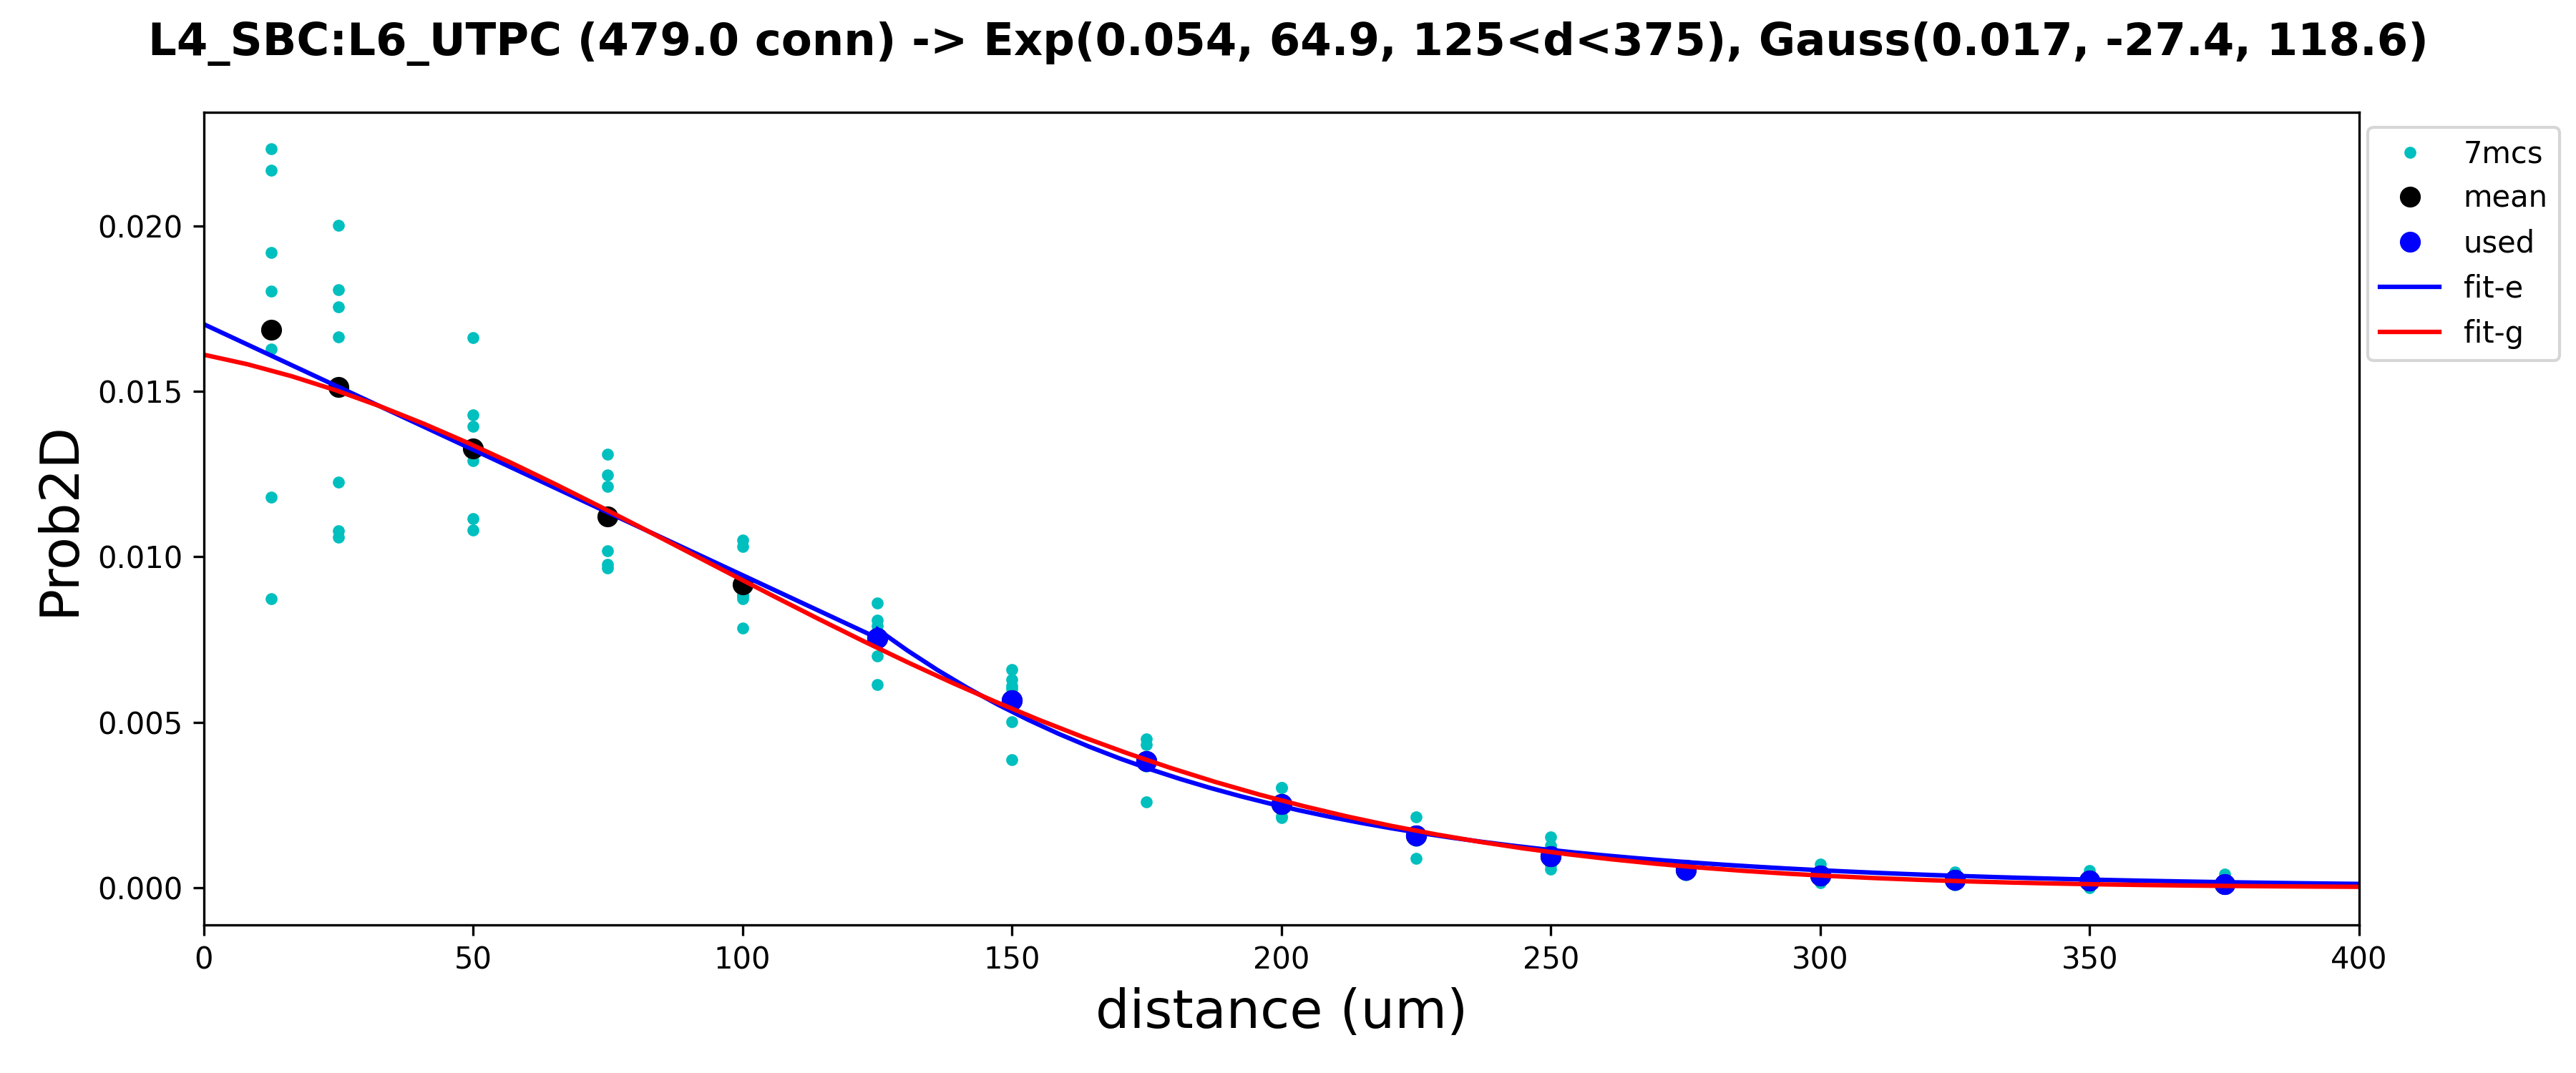 L4_SBC:L6_UTPC (479.0 conn) -> Exp(0.054, 64.9, 125<d<375), Gauss(0.017, -27.4, 118.6)
7mcs
mean
used
fit-e
fit-g
Prob2D
0.020
0.015
0.010
0.005
0.000
0 50 100 150 200 250 300 350 400
distance (um)